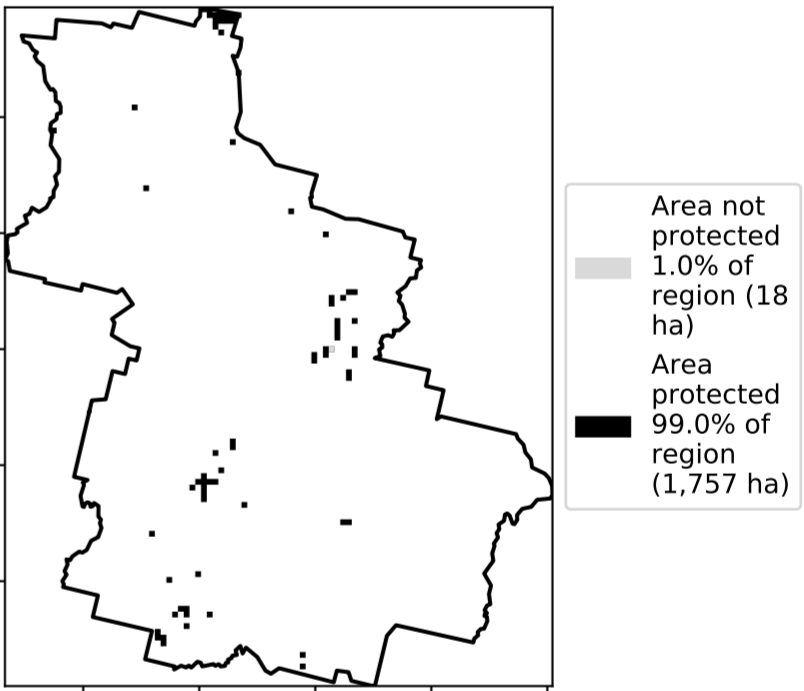 Area not
protected
1.0% of
region (18
ha)
Area
protected
99.0% of
region
(1,757 ha)